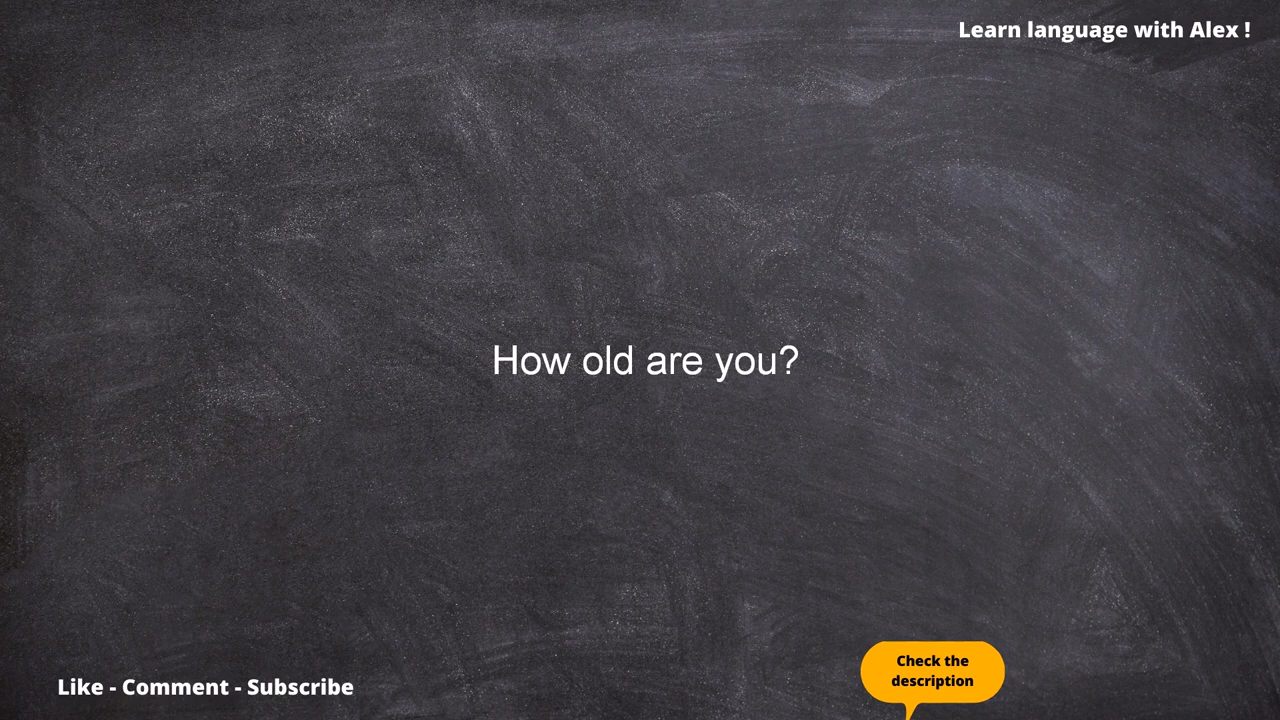 Learn language with Alex !
How old are you?
Like - Comment - Subscribe
Check the
description